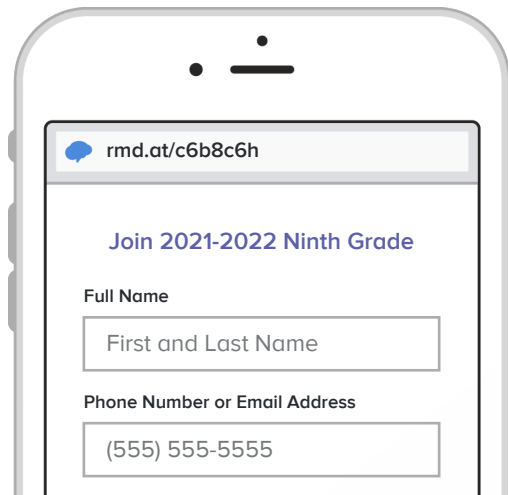 rmd.at/c6b8c6h
Join 2021-2022 Ninth Grade
Full Name
First and Last Name
Phone Number or Email Address
(555) 555-5555